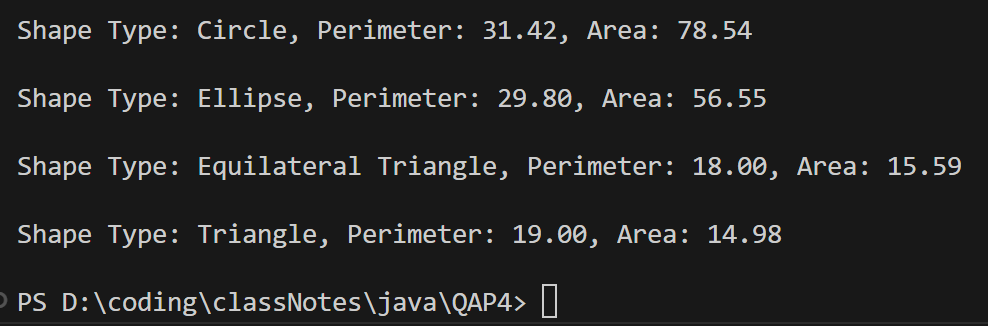 Shape Type: Circle, Perimeter: 31.42, Area: 78.54
Shape Type: Ellipse, Perimeter: 29.80, Area: 56.55
Shape Type: Equilateral Triangle, Perimeter: 18.00, Area: 15.59
Shape Type: Triangle, Perimeter: 19.00, Area: 14.98
PS D:\coding\classNotes\java\QAP4>